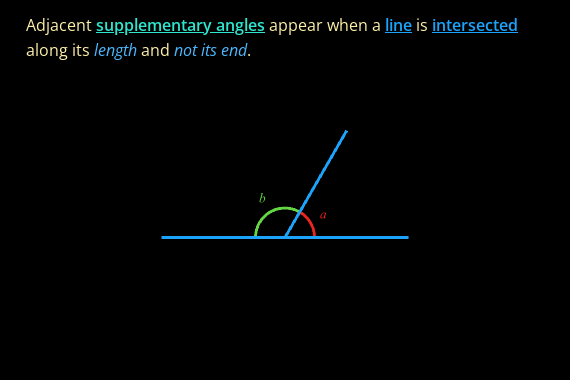 Adjacent supplementary angles appear when a line is intersected
along its length and not its end.
b
a